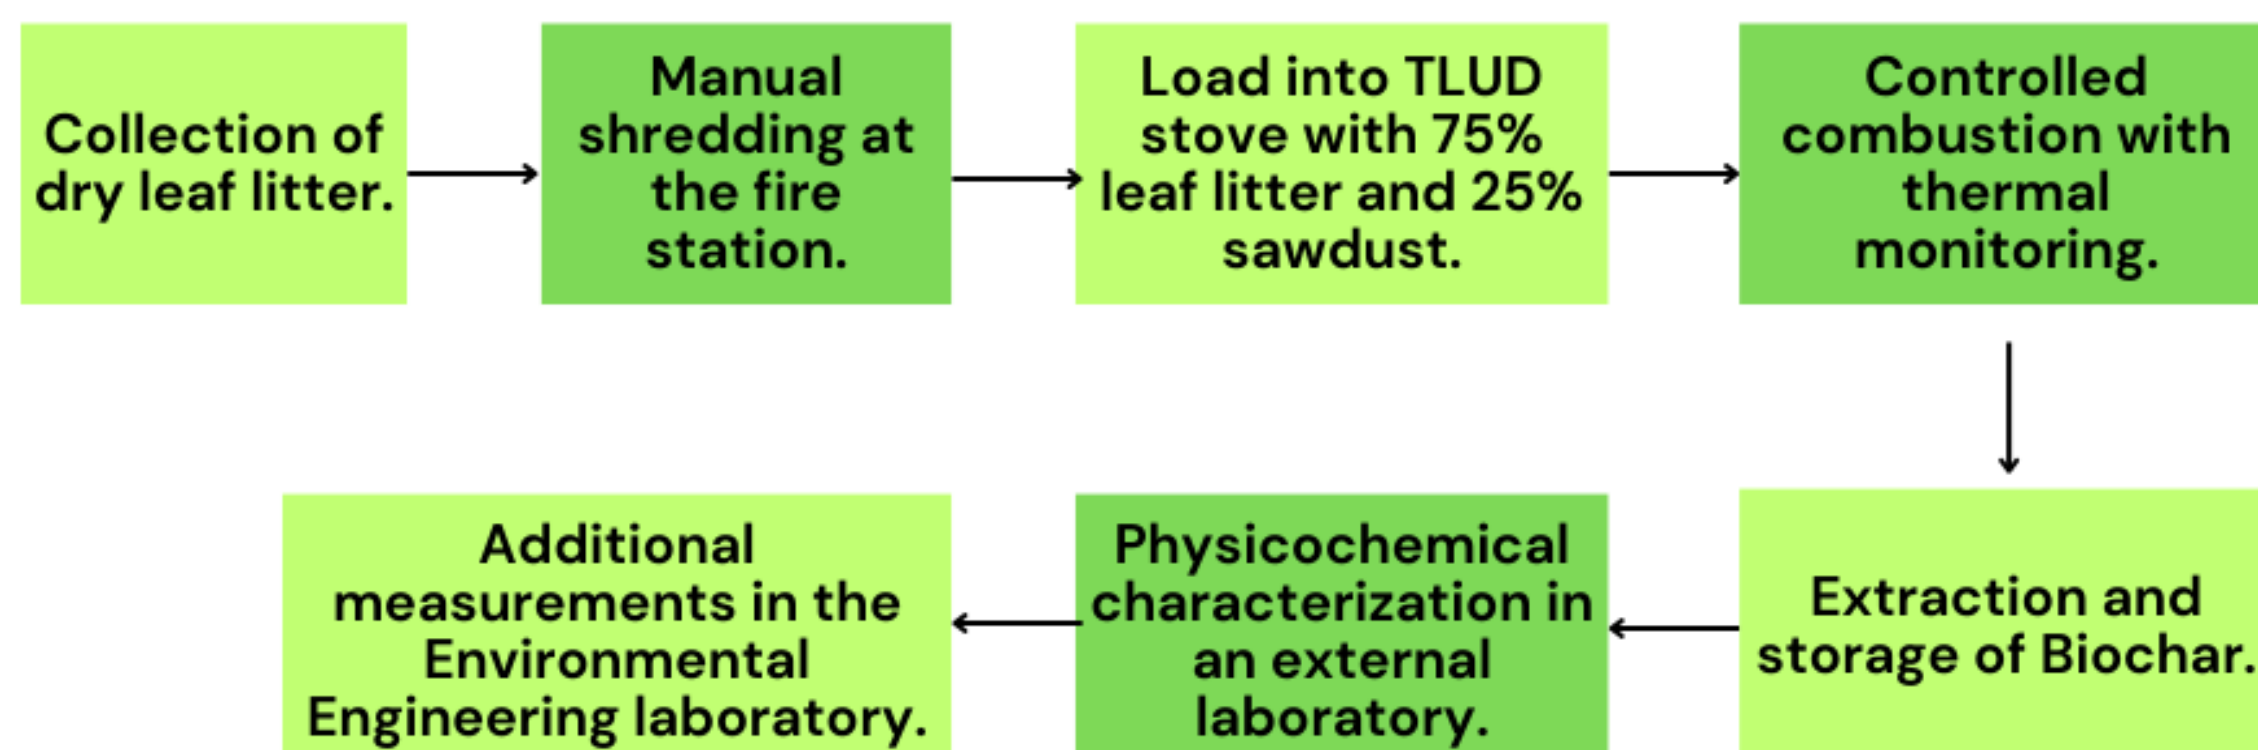 Collection of
dry leaf litter.
Manual
shredding at
the fire
station.
Load into TLUD
stove with 75%
leaf litter and 25%
sawdust.
Controlled
combustion with
thermal
monitoring.
Extraction and
storage of Biochar.
Physicochemical
characterization in
an external
laboratory.
Additional
measurements in the
Environmental
Engineering laboratory.